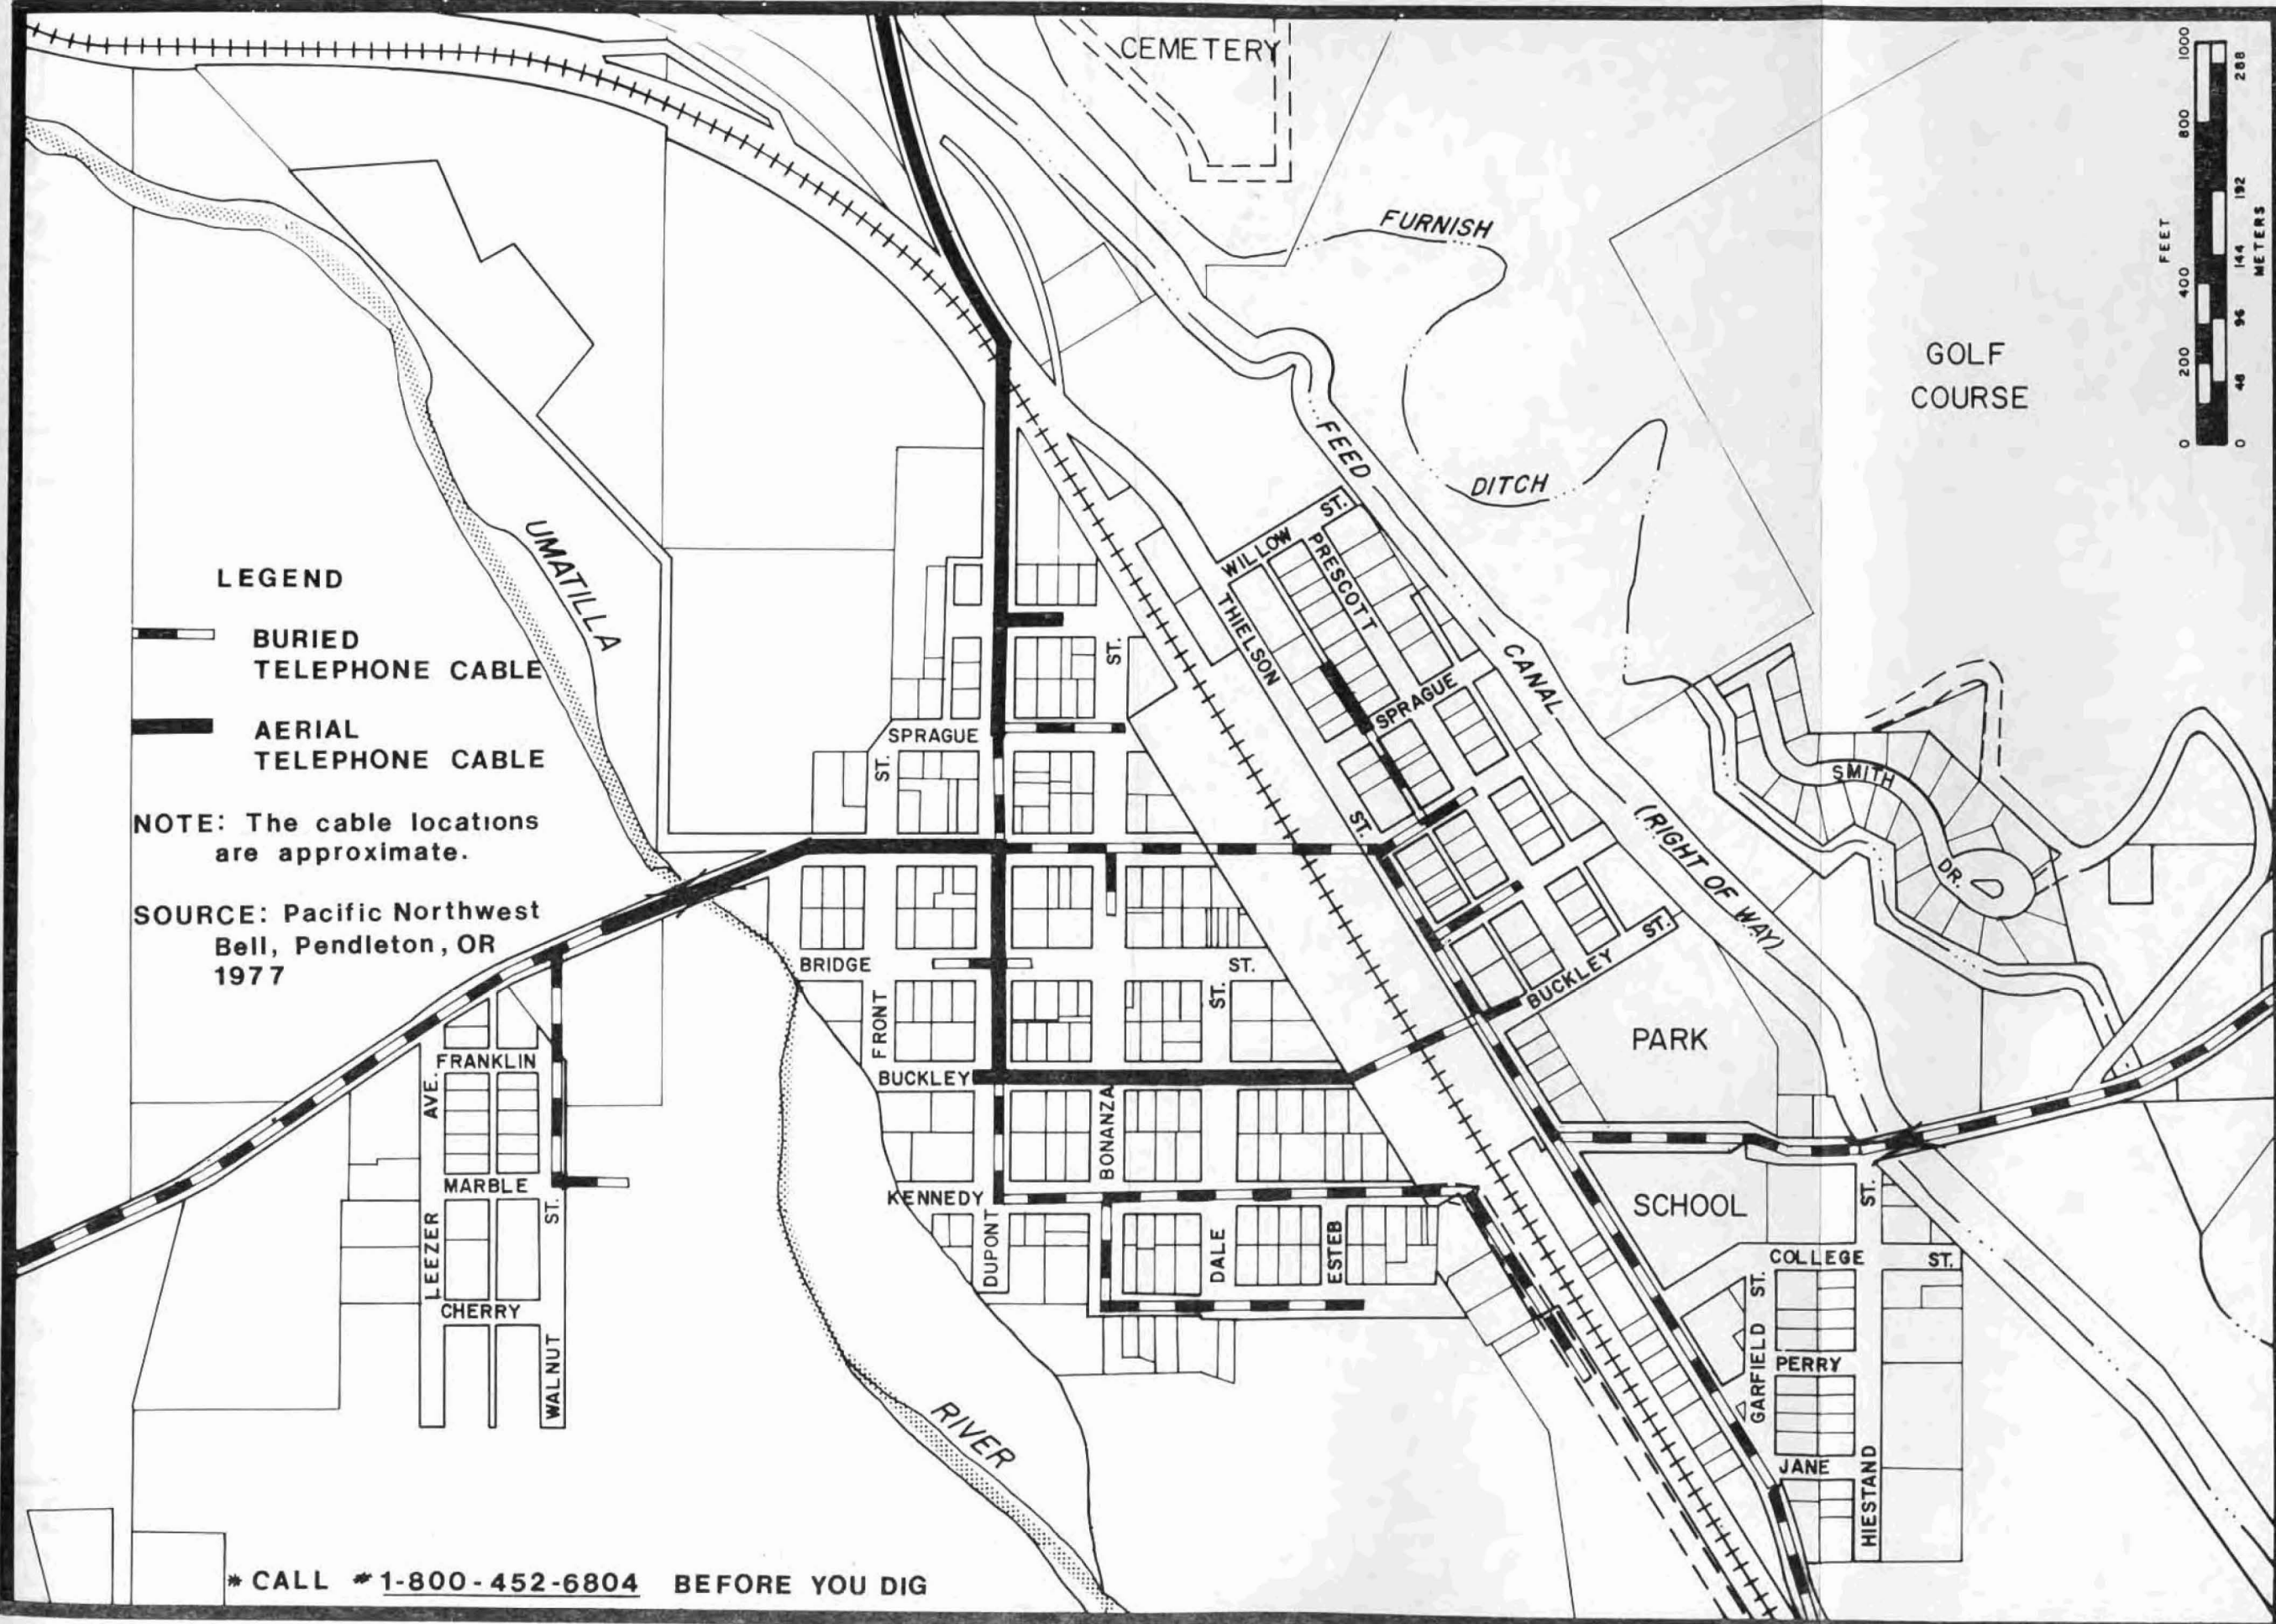 CEMETERY
FURNISH
DITCH
GOLF
COURSE
FEET
0 200 400 800 1000
0 48 96 144 192 288
METERS
FEED
CANAL
(RIGHT OF WAY)
UMATILLA
RIVER
LEGEND
BURIED
TELEPHONE CABLE
AERIAL
TELEPHONE CABLE
NOTE: The cable locations
are approximate.
SOURCE: Pacific Northwest
Bell, Pendleton, OR
1977
WILLOW ST.
PRESCOTT
THIELSON
ST.
SPRAGUE
BUCKLEY ST.
SMITH
DR.
PARK
SCHOOL
ST.
SPRAGUE
ST.
BRIDGE
ST.
ST.
FRONT
BUCKLEY
BONANZA
KENNEDY
DUPONT
DALE
ESTEB
FRANKLIN
AVE.
MARBLE
LEEZER
ST.
CHERRY
WALNUT
ST.
COLLEGE
ST.
GARFIELD ST.
PERRY
JANE
HIESTAND
* CALL # 1-800-452-6804 BEFORE YOU DIG